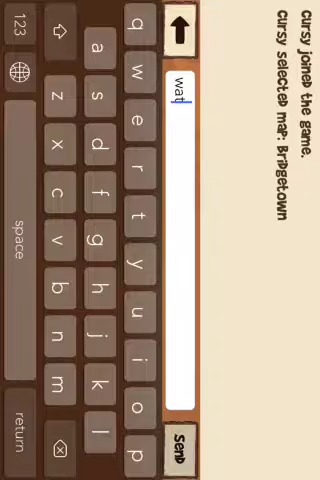 Cursy joined the game.
Cursy selected map: Bridgetown
wat
Send
q w e r t y u i o p
a s d f g h j k l
z x c v b n m
123 space return